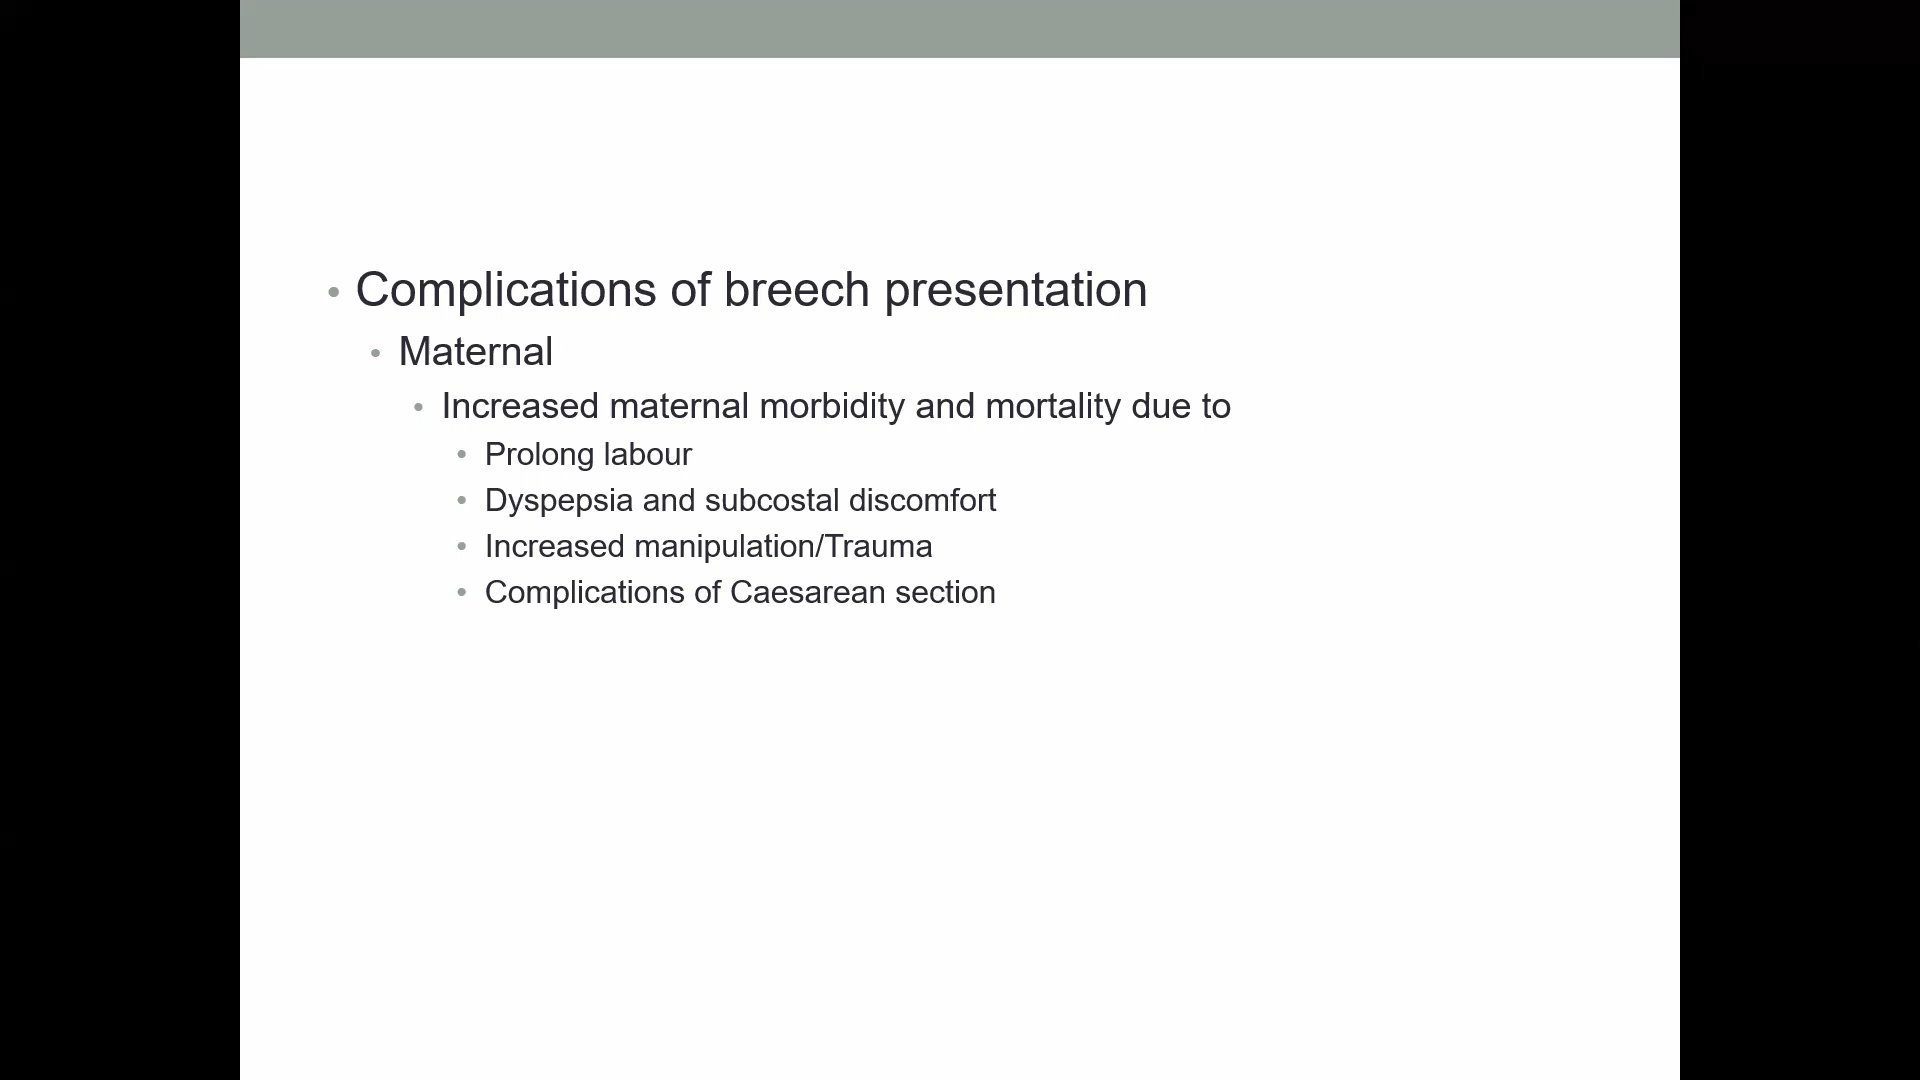 • Complications of breech presentation
• Maternal
• Increased maternal morbidity and mortality due to
• Prolong labour
• Dyspepsia and subcostal discomfort
• Increased manipulation/Trauma
• Complications of Caesarean section